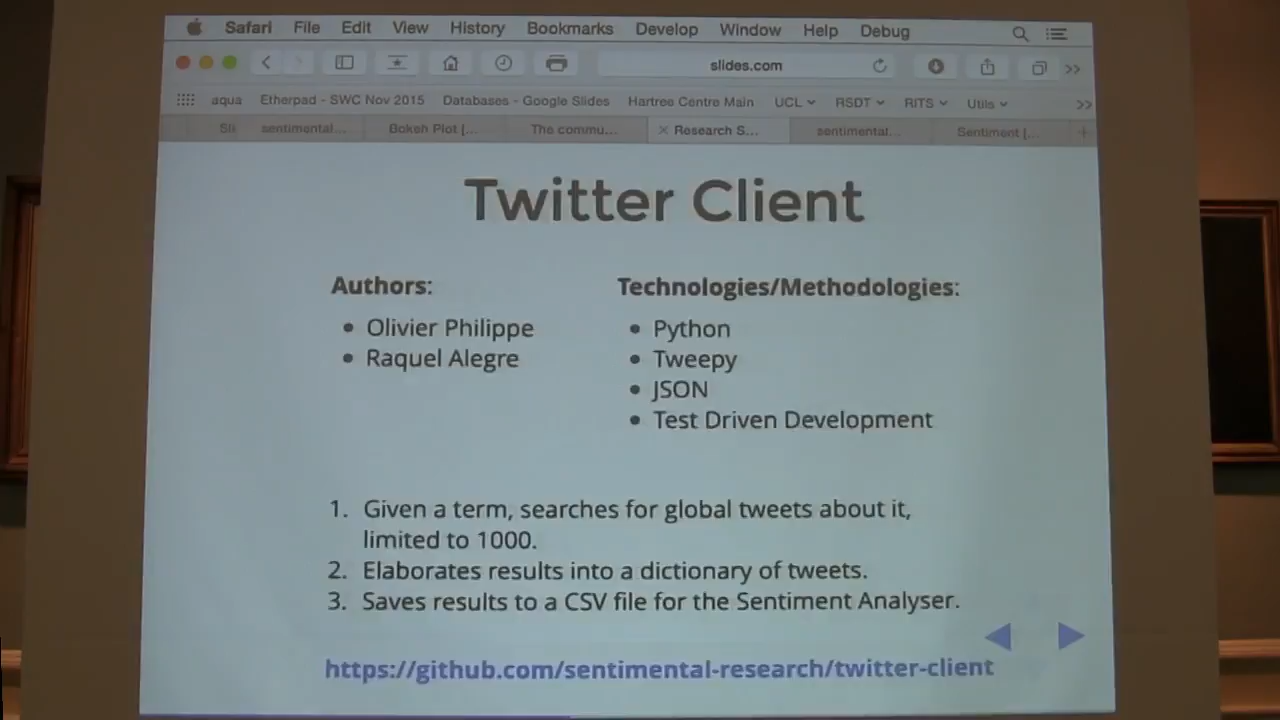 Safari File Edit View History Bookmarks Develop Window Help Debug
slides.com
aqua Etherpad - SWC Nov 2015 Databases - Google Slides Hartree Centre Main UCL RSDT RITS Utils
Sli sentimental... Bokeh Plot [... The commu... Research S... sentimental... Sentiment [...
Twitter Client
Authors:
• Olivier Philippe
• Raquel Alegre
Technologies/Methodologies:
• Python
• Tweepy
• JSON
• Test Driven Development
1. Given a term, searches for global tweets about it,
limited to 1000.
2. Elaborates results into a dictionary of tweets.
3. Saves results to a CSV file for the Sentiment Analyser.
https://github.com/sentimental-research/twitter-client